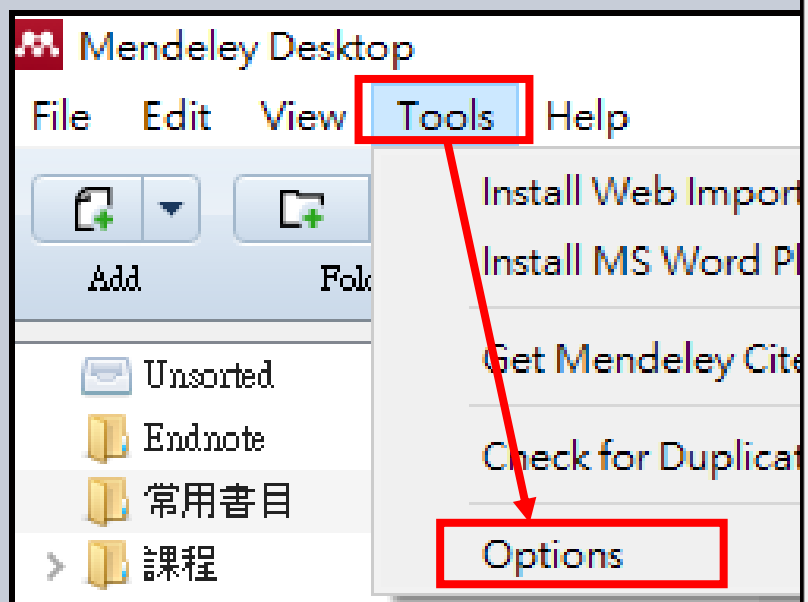 Mendeley Desktop
File Edit View Tools Help
Install Web Import
Install MS Word Pl
Add Fold
Get Mendeley Cite
Unsorted
Endnote
Check for Duplicat
常用書目
課程
Options